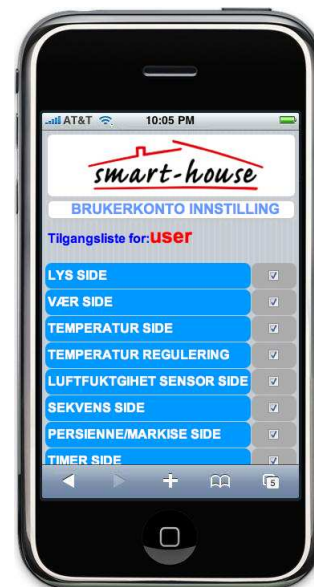 AT&T 10:05 PM
smart-house
BRUKERKONTO INNSTILLING
Tilgangsliste for:user
LYS SIDE
VÆR SIDE
TEMPERATUR SIDE
TEMPERATUR REGULERING
LUFTFUKTGIHET SENSOR SIDE
SEKVENS SIDE
PERSIENNE/MARKISE SIDE
TIMER SIDE
5